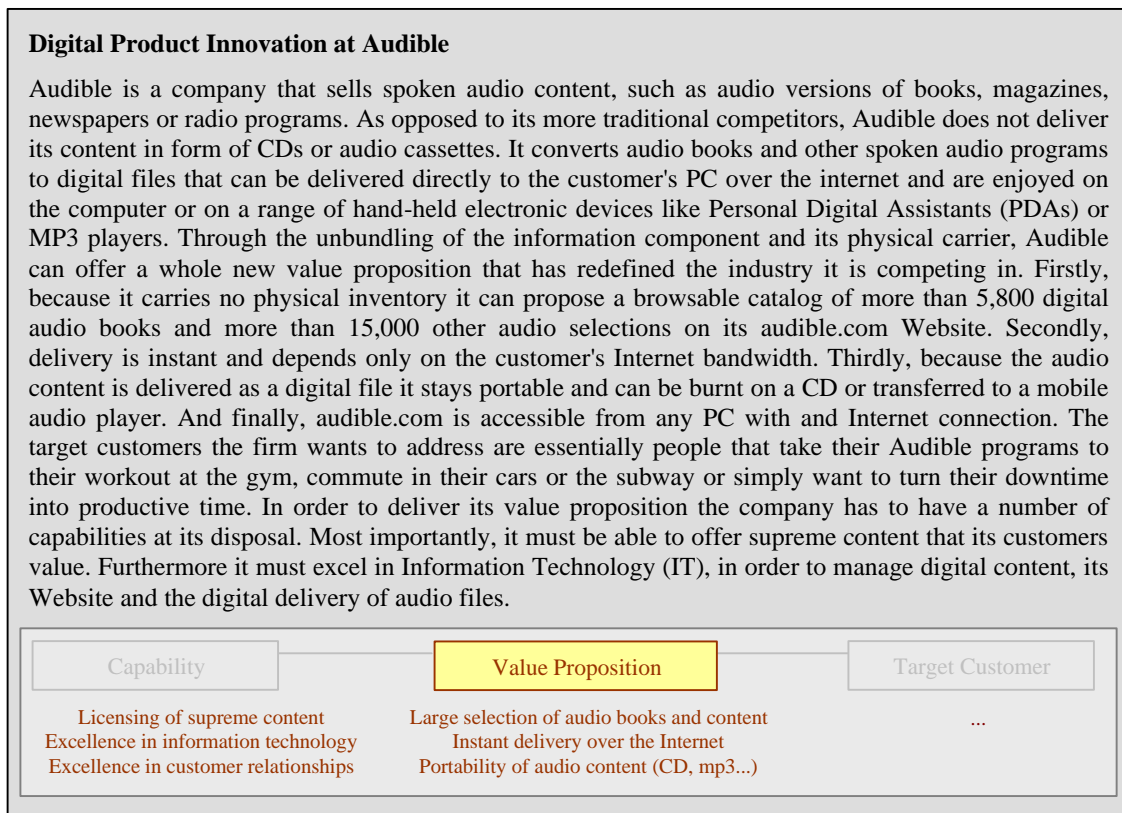 Digital Product Innovation at Audible
Audible is a company that sells spoken audio content, such as audio versions of books, magazines,
newspapers or radio programs. As opposed to its more traditional competitors, Audible does not deliver
its content in form of CDs or audio cassettes. It converts audio books and other spoken audio programs
to digital files that can be delivered directly to the customer's PC over the internet and are enjoyed on
the computer or on a range of hand-held electronic devices like Personal Digital Assistants (PDAs) or
MP3 players. Through the unbundling of the information component and its physical carrier, Audible
can offer a whole new value proposition that has redefined the industry it is competing in. Firstly,
because it carries no physical inventory it can propose a browsable catalog of more than 5,800 digital
audio books and more than 15,000 other audio selections on its audible.com Website. Secondly,
delivery is instant and depends only on the customer's Internet bandwidth. Thirdly, because the audio
content is delivered as a digital file it stays portable and can be burnt on a CD or transferred to a mobile
audio player. And finally, audible.com is accessible from any PC with and Internet connection. The
target customers the firm wants to address are essentially people that take their Audible programs to
their workout at the gym, commute in their cars or the subway or simply want to turn their downtime
into productive time. In order to deliver its value proposition the company has to have a number of
capabilities at its disposal. Most importantly, it must be able to offer supreme content that its customers
value. Furthermore it must excel in Information Technology (IT), in order to manage digital content, its
Website and the digital delivery of audio files.
Capability
Licensing of supreme content
Excellence in information technology
Excellence in customer relationships
Value Proposition
Large selection of audio books and content
Instant delivery over the Internet
Portability of audio content (CD, mp3...)
Target Customer
...